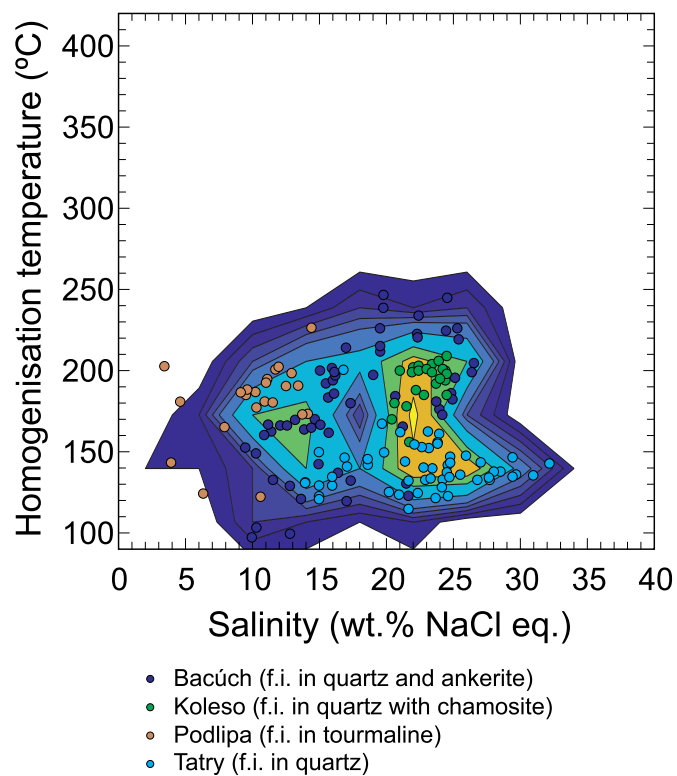 Homogenisation temperature (ºC)
400
350
300
250
200
150
100
0 5 10 15 20 25 30 35 40
Salinity (wt.% NaCl eq.)
Bacúch (f.i. in quartz and ankerite)
Koleso (f.i. in quartz with chamosite)
Podlipa (f.i. in tourmaline)
Tatry (f.i. in quartz)